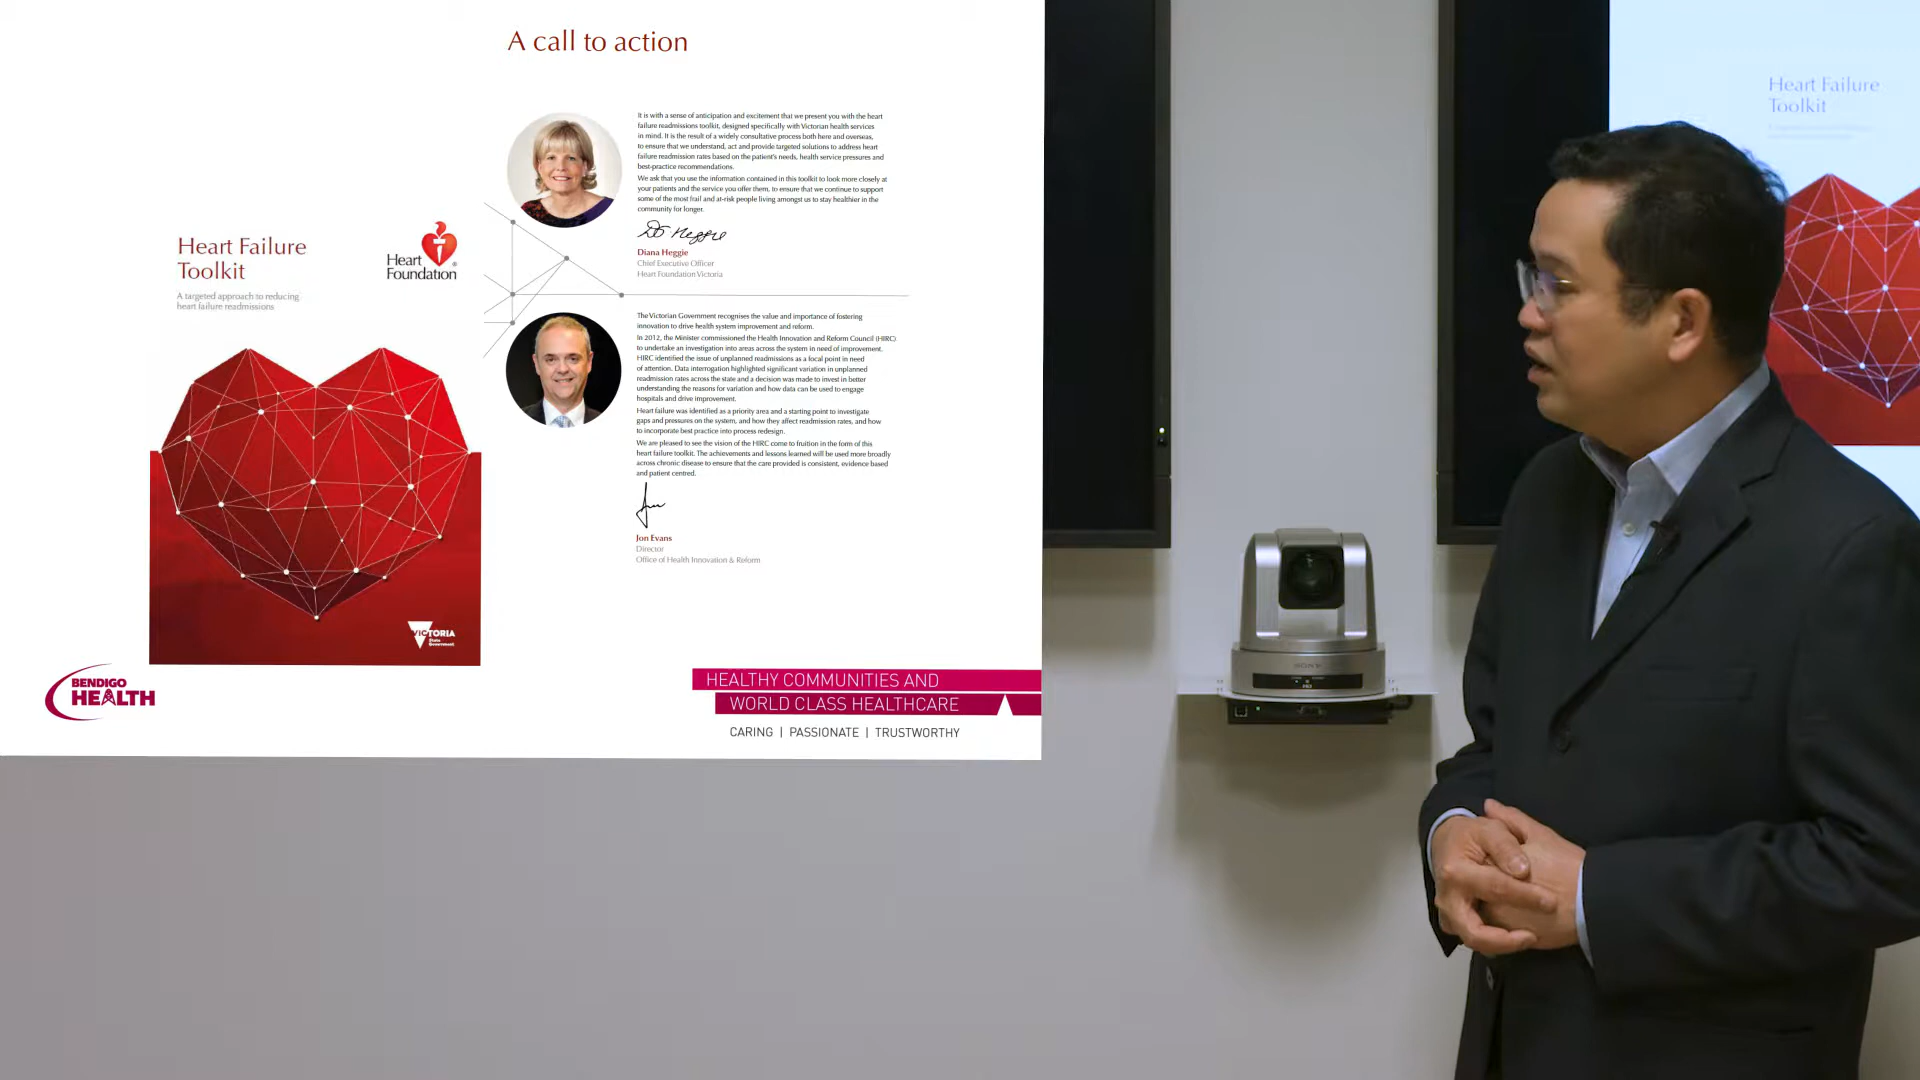 A call to action
It is with a sense of anticipation and excitement that we present you with the heart
failure readmissions toolkit, designed specifically with Victorian health services
in mind. It is the result of a widely consultative process both here and overseas,
to ensure that we understand, act and provide targeted solutions to address heart
failure readmission rates based on the patient's needs, health service pressures and
best-practice recommendations.
We ask that you use the information contained in this toolkit to look more closely at
your patients and the service you offer them, to ensure that we continue to support
some of the most frail and at-risk people living amongst us to stay healthier in the
community for longer.
Diana Heggie
Chief Executive Officer
Heart Foundation Victoria
The Victorian Government recognises the value and importance of fostering
innovation to drive health system improvement and reform.
In 2012, the Minister commissioned the Health Innovation and Reform Council (HIRC)
to undertake an investigation into areas across the system in need of improvement.
HIRC identified the issue of unplanned readmissions as a focal point in need
of attention. Data interrogation highlighted significant variation in unplanned
readmission rates across the state and a decision was made to invest in better
understanding the reasons for variation and how data can be used to engage
hospitals and drive improvement.
Heart failure was identified as a priority area and a starting point to investigate
gaps and pressures on the system, and how they affect readmission rates, and how
to incorporate best practice into process redesign.
We are pleased to see the vision of the HIRC come to fruition in the form of this
heart failure toolkit. The achievements and lessons learned will be used more broadly
across chronic disease to ensure that the care provided is consistent, evidence based
and patient centred.
Jon Evans
Director
Office of Health Innovation & Reform
Heart Failure
Toolkit
A targeted approach to reducing
heart failure readmissions
Heart
Foundation
VICTORIA
State
Government
BENDIGO
HEALTH
HEALTHY COMMUNITIES AND
WORLD CLASS HEALTHCARE
CARING | PASSIONATE | TRUSTWORTHY
Heart Failure
Toolkit
SONY